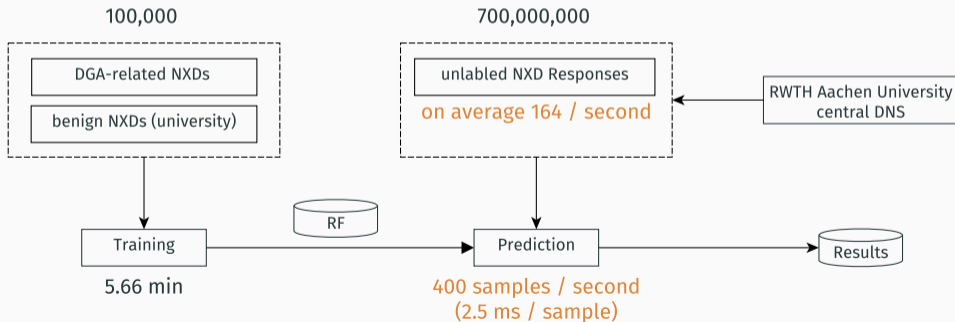 100,000
DGA-related NXDs
benign NXDs (university)
700,000,000
unlabled NXD Responses
on average 164 / second
RWTH Aachen University
central DNS
RF
Training
5.66 min
Prediction
400 samples / second
(2.5 ms / sample)
Results